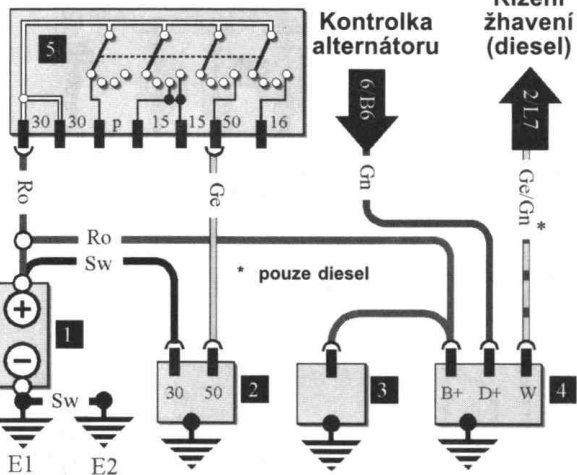 Kontrolka
alternátoru
Řízení
žhavení
(diesel)
5
30 30 p 15 15 50 16
6/B6
2/L7
Ro
Ge
Gn
Ge/Gn *
Ro
Sw
* pouze diesel
+
1
−
30 50
2
3
B+ D+ W
4
Sw
E1
E2